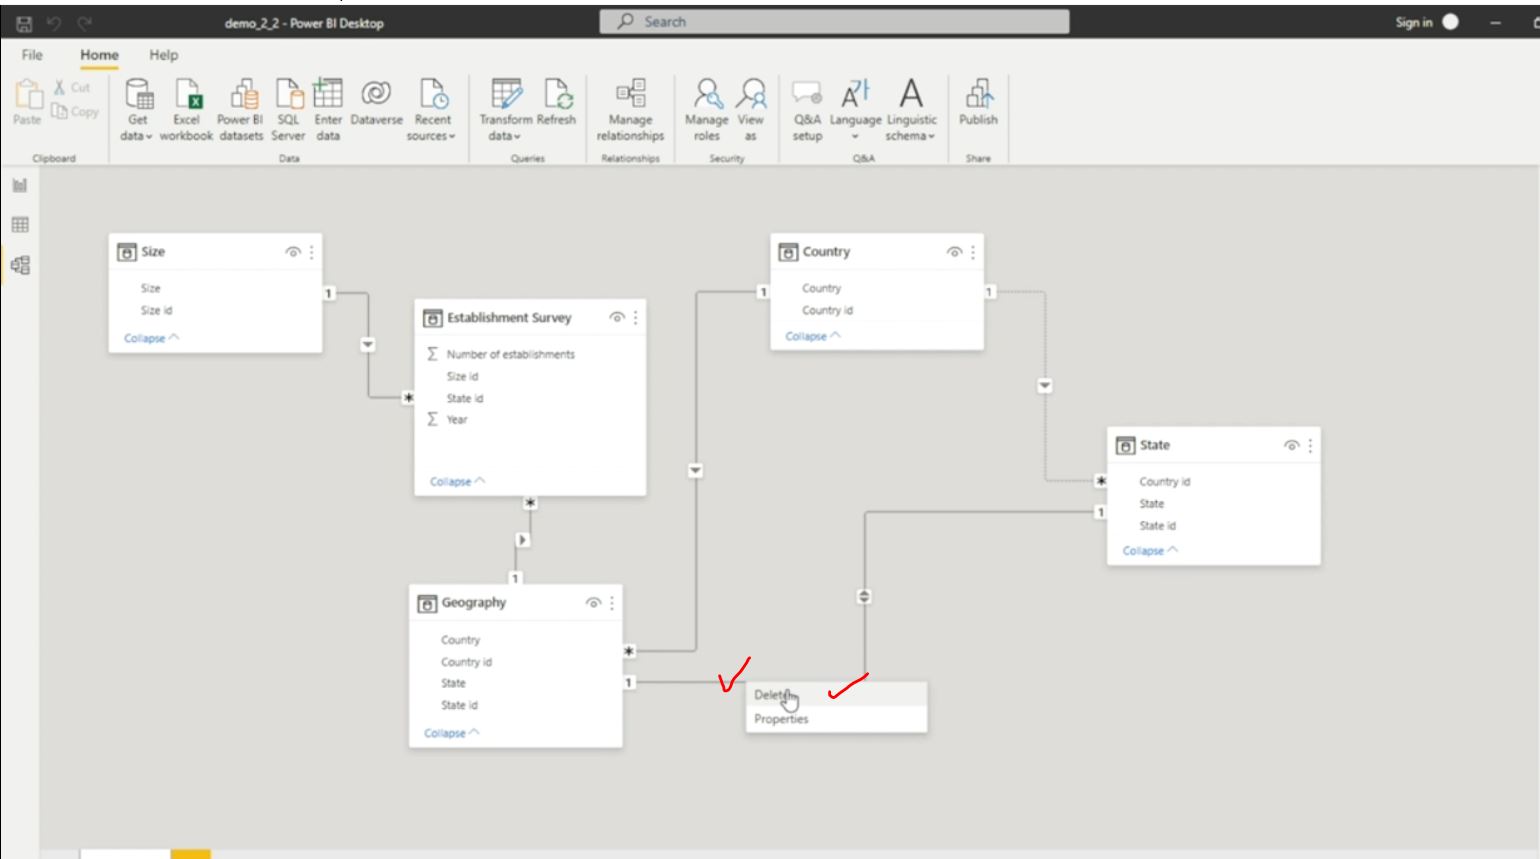 demo_2_2 - Power BI Desktop
Search
Sign in
File Home Help
Paste
Cut
Copy
Get data
Excel workbook
Power BI datasets
SQL Server
Enter data
Dataverse
Recent sources
Transform data
Refresh
Manage relationships
Manage roles
View as
Q&A setup
Language
Linguistic schema
Publish
Clipboard Data Queries Relationships Security Q&A Share
Size
Size
Size id
Collapse
1
*
Establishment Survey
Σ Number of establishments
Size id
State id
Σ Year
Collapse
*
1
Country
Country
Country id
Collapse
1
1
*
1
State
Country id
State
State id
Collapse
Geography
Country
Country id
State
State id
Collapse
*
1
Delete
Properties